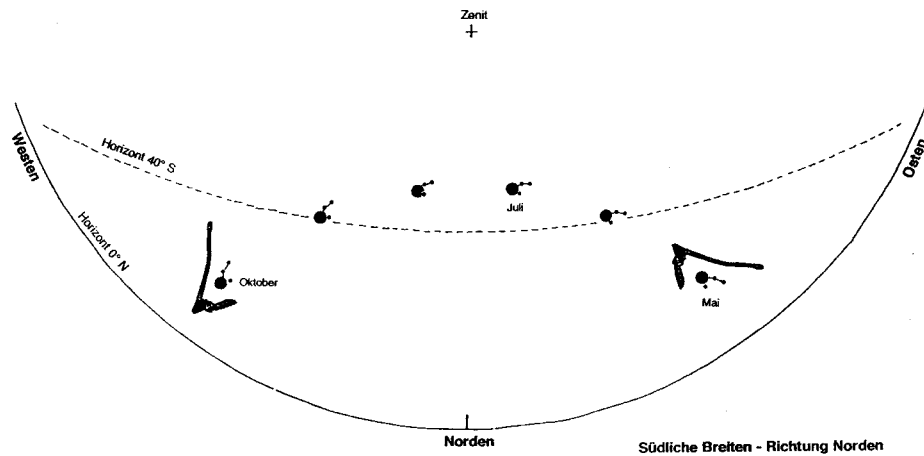 Zenit
Westen
Horizont 40° S
Osten
Juli
Horizont 0° N
Oktober
Mai
Norden
Südliche Breiten - Richtung Norden